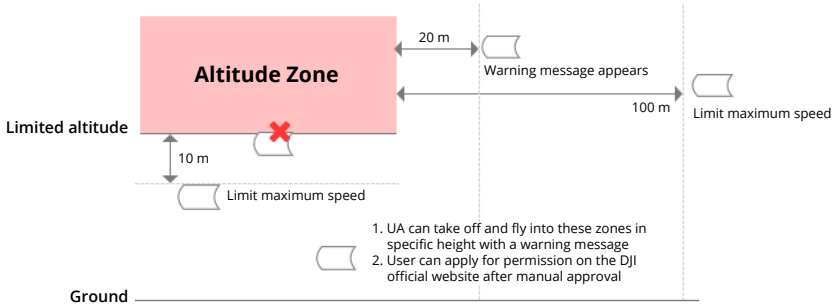 20 m
Altitude Zone
Warning message appears
100 m
Limit maximum speed
Limited altitude
10 m
Limit maximum speed
1. UA can take off and fly into these zones in
specific height with a warning message
2. User can apply for permission on the DJI
official website after manual approval
Ground